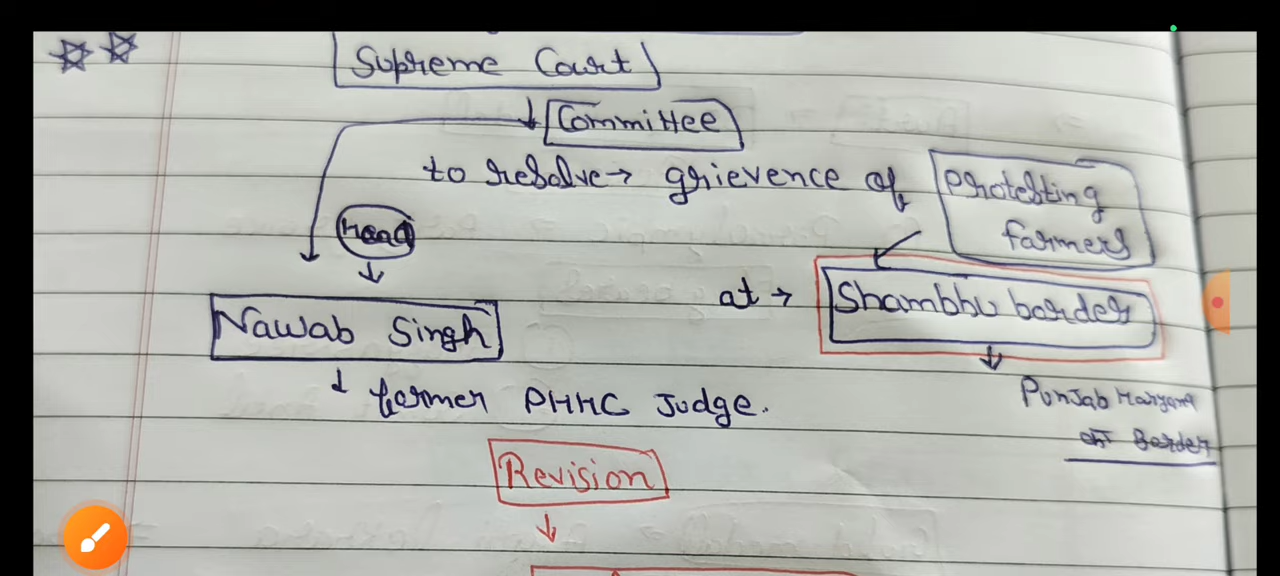 Supreme Court
Committee
to resolve → grievence of protesting
farmers
Head
at → Shambhu border
Nawab Singh
former PHHC Judge.
Punjab Haryana
Border
Revision